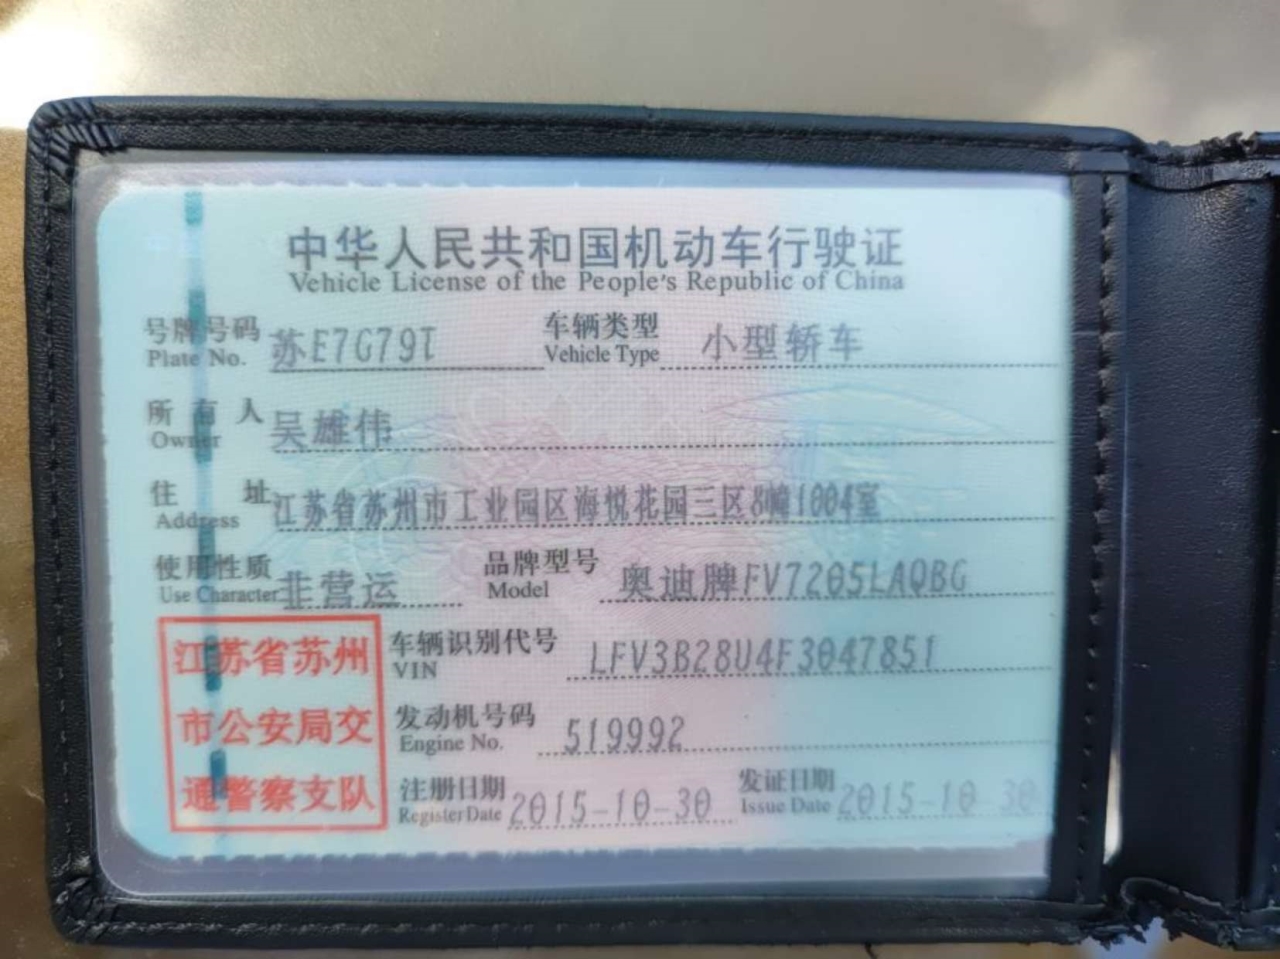 中华人民共和国机动车行驶证
Vehicle License of the People's Republic of China
号牌号码 苏E7G79T 车辆类型 小型轿车
Plate No. Vehicle Type
所有人 吴雄伟
Owner
住址 江苏省苏州市工业园区海悦花园三区8幢1004室
Address
使用性质 非营运 品牌型号 奥迪牌FV7205LAQBG
Use Character Model
江苏省苏州 车辆识别代号 LFV3B28U4F3047851
VIN
市公安局交 发动机号码 519992
Engine No.
通警察支队 注册日期 2015-10-30 发证日期 2015-10-30
Register Date Issue Date